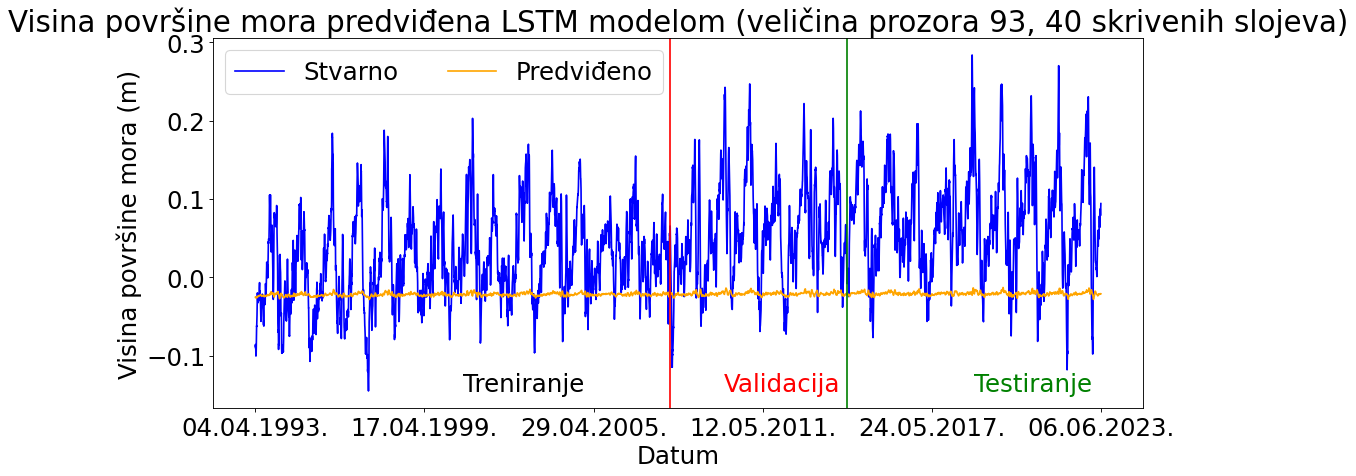 Visina površine mora predviđena LSTM modelom (veličina prozora 93, 40 skrivenih slojeva)
Stvarno
Predviđeno
Visina površine mora (m)
0.3
0.2
0.1
0.0
−0.1
Treniranje
Validacija
Testiranje
04.04.1993.
17.04.1999.
29.04.2005.
12.05.2011.
24.05.2017.
06.06.2023.
Datum